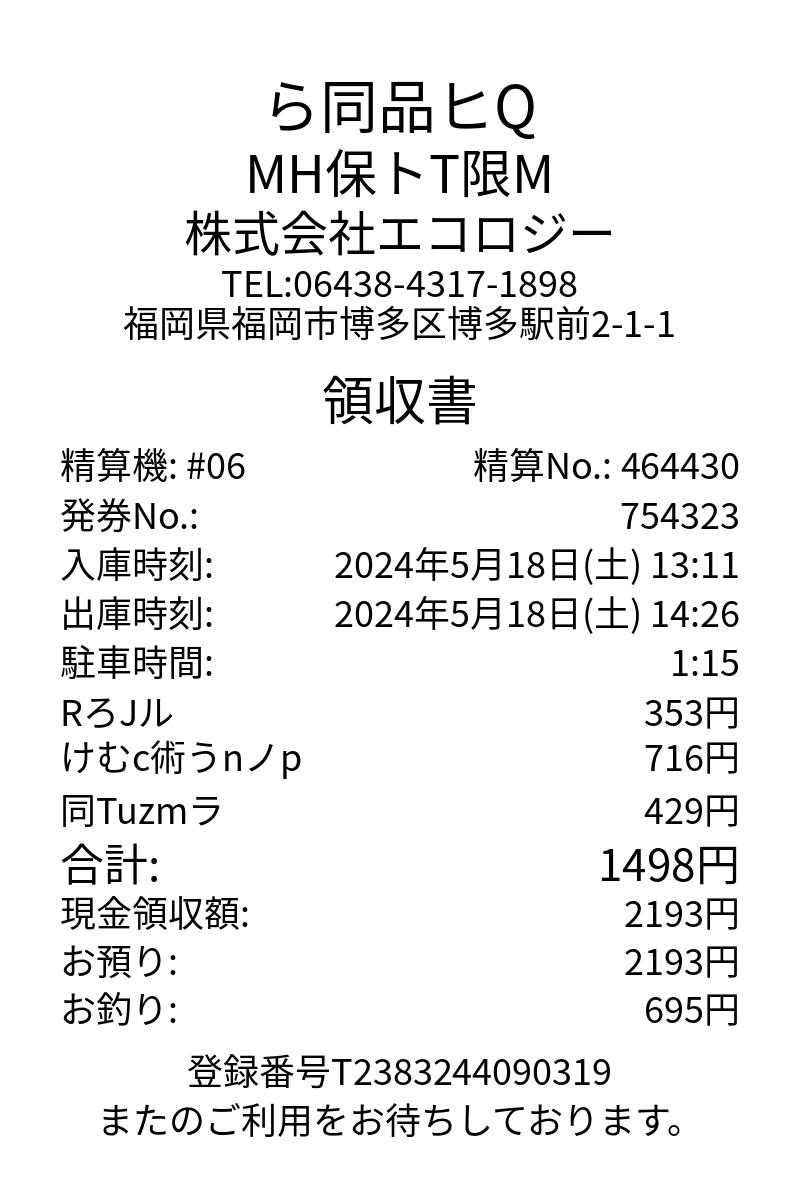 ら同品ヒQ
MH保トT限M
株式会社エコロジー
TEL:06438-4317-1898
福岡県福岡市博多区博多駅前2-1-1
領収書
精算機: #06 精算No.: 464430
発券No.: 754323
入庫時刻: 2024年5月18日(土) 13:11
出庫時刻: 2024年5月18日(土) 14:26
駐車時間: 1:15
RろJル 353円
けむc術うnノp 716円
同Tuzmラ 429円
合計: 1498円
現金領収額: 2193円
お預り: 2193円
お釣り: 695円
登録番号T2383244090319
またのご利用をお待ちしております。